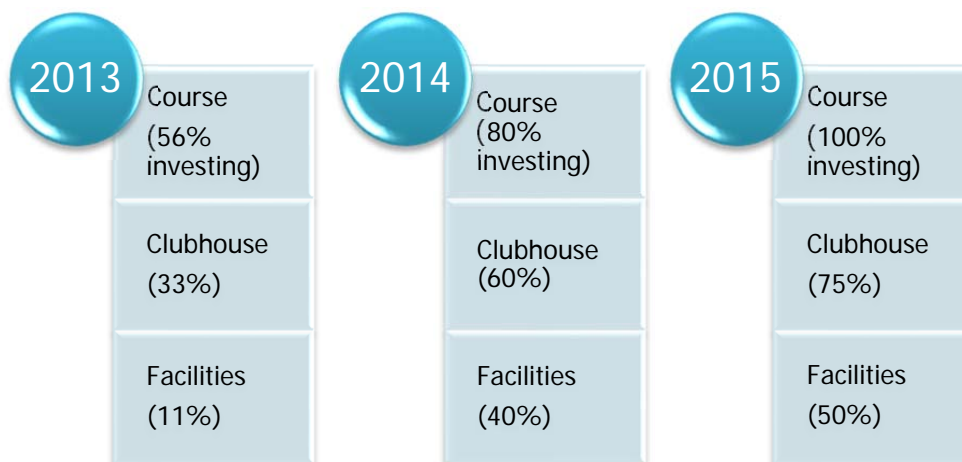 2013
Course
(56%
investing)
Clubhouse
(33%)
Facilities
(11%)
2014
Course
(80%
investing)
Clubhouse
(60%)
Facilities
(40%)
2015
Course
(100%
investing)
Clubhouse
(75%)
Facilities
(50%)